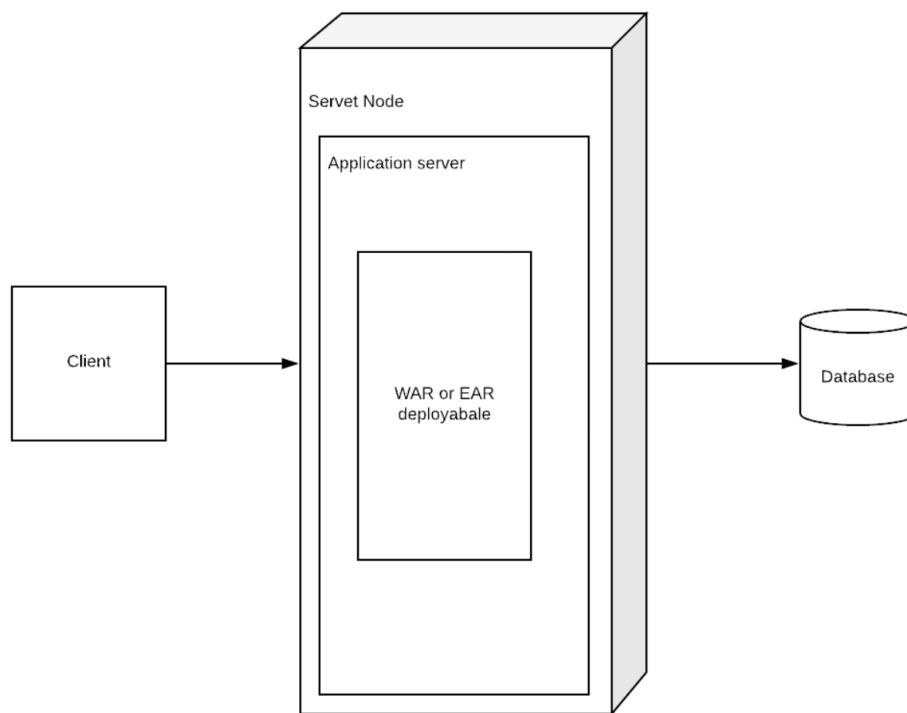 Servet Node
Application server
Client
WAR or EAR
deployabale
Database